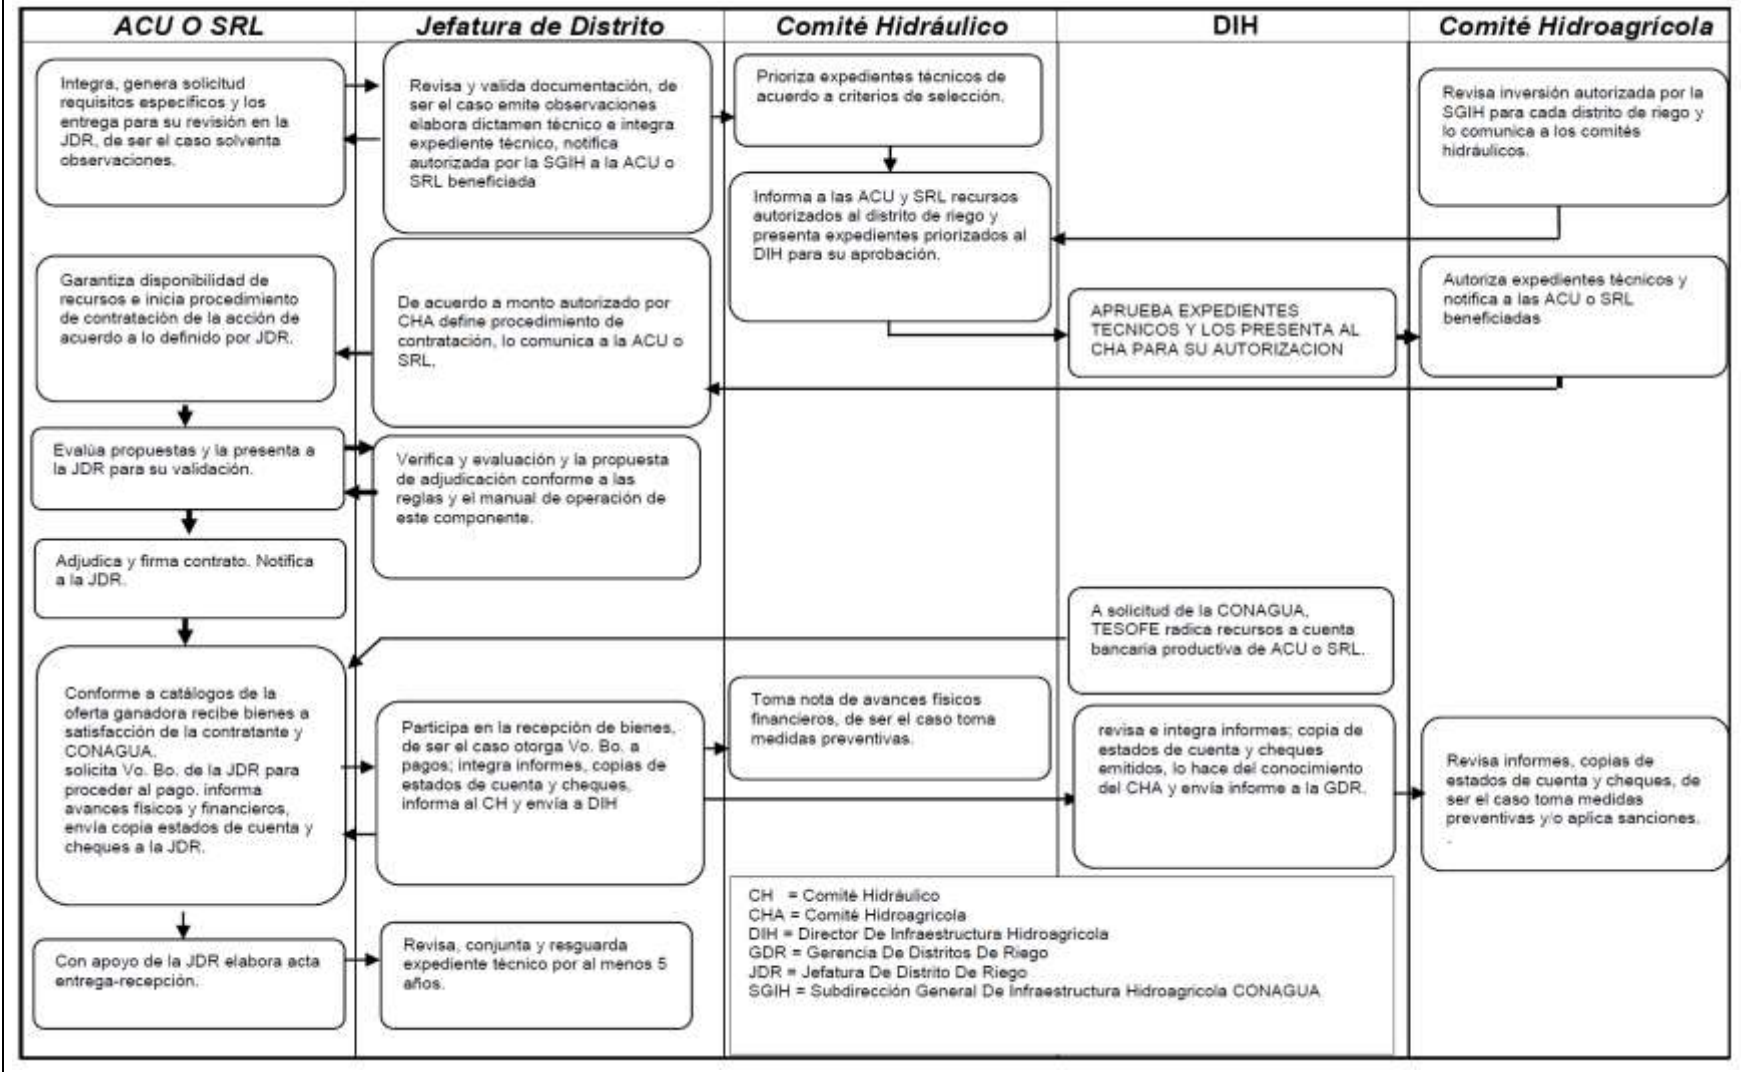 ACU O SRL
Jefatura de Distrito
Comité Hidráulico
DIH
Comité Hidroagrícola
Integra, genera solicitud
requisitos específicos y los
entrega para su revisión en la
JDR, de ser el caso solventa
observaciones.
Revisa y valida documentación, de
ser el caso emite observaciones
elabora dictamen técnico e integra
expediente técnico, notifica
autorizada por la SGIH a la ACU o
SRL beneficiada
Prioriza expedientes técnicos de
acuerdo a criterios de selección.
Revisa inversión autorizada por la
SGIH para cada distrito de riego y
lo comunica a los comités
hidráulicos.
Informa a las ACU y SRL recursos
autorizados al distrito de riego y
presenta expedientes priorizados al
DIH para su aprobación.
Garantiza disponibilidad de
recursos e inicia procedimiento
de contratación de la acción de
acuerdo a lo definido por JDR.
De acuerdo a monto autorizado por
CHA define procedimiento de
contratación, lo comunica a la ACU o
SRL,
APRUEBA EXPEDIENTES
TECNICOS Y LOS PRESENTA AL
CHA PARA SU AUTORIZACION
Autoriza expedientes técnicos y
notifica a las ACU o SRL
beneficiadas
Evalúa propuestas y la presenta a
la JDR para su validación.
Verifica y evaluación y la propuesta
de adjudicación conforme a las
reglas y el manual de operación de
este componente.
Adjudica y firma contrato. Notifica
a la JDR.
A solicitud de la CONAGUA,
TESOFE radica recursos a cuenta
bancaria productiva de ACU o SRL.
Conforme a catálogos de la
oferta ganadora recibe bienes a
satisfacción de la contratante y
CONAGUA.
solicita Vo. Bo. de la JDR para
proceder al pago. informa
avances físicos y financieros,
envía copia estados de cuenta y
cheques a la JDR.
Participa en la recepción de bienes,
de ser el caso otorga Vo. Bo. a
pagos; integra informes, copias de
estados de cuenta y cheques,
informa al CH y envía a DIH
Toma nota de avances físicos
financieros, de ser el caso toma
medidas preventivas.
revisa e integra informes; copia de
estados de cuenta y cheques
emitidos, lo hace del conocimiento
del CHA y envía informe a la GDR.
Revisa informes, copias de
estados de cuenta y cheques, de
ser el caso toma medidas
preventivas y/o aplica sanciones.
.
Con apoyo de la JDR elabora acta
entrega-recepción.
Revisa, conjunta y resguarda
expediente técnico por al menos 5
años.
CH = Comité Hidráulico
CHA = Comité Hidroagricola
DIH = Director De Infraestructura Hidroagricola
GDR = Gerencia De Distritos De Riego
JDR = Jefatura De Distrito De Riego
SGIH = Subdirección General De Infraestructura Hidroagricola CONAGUA